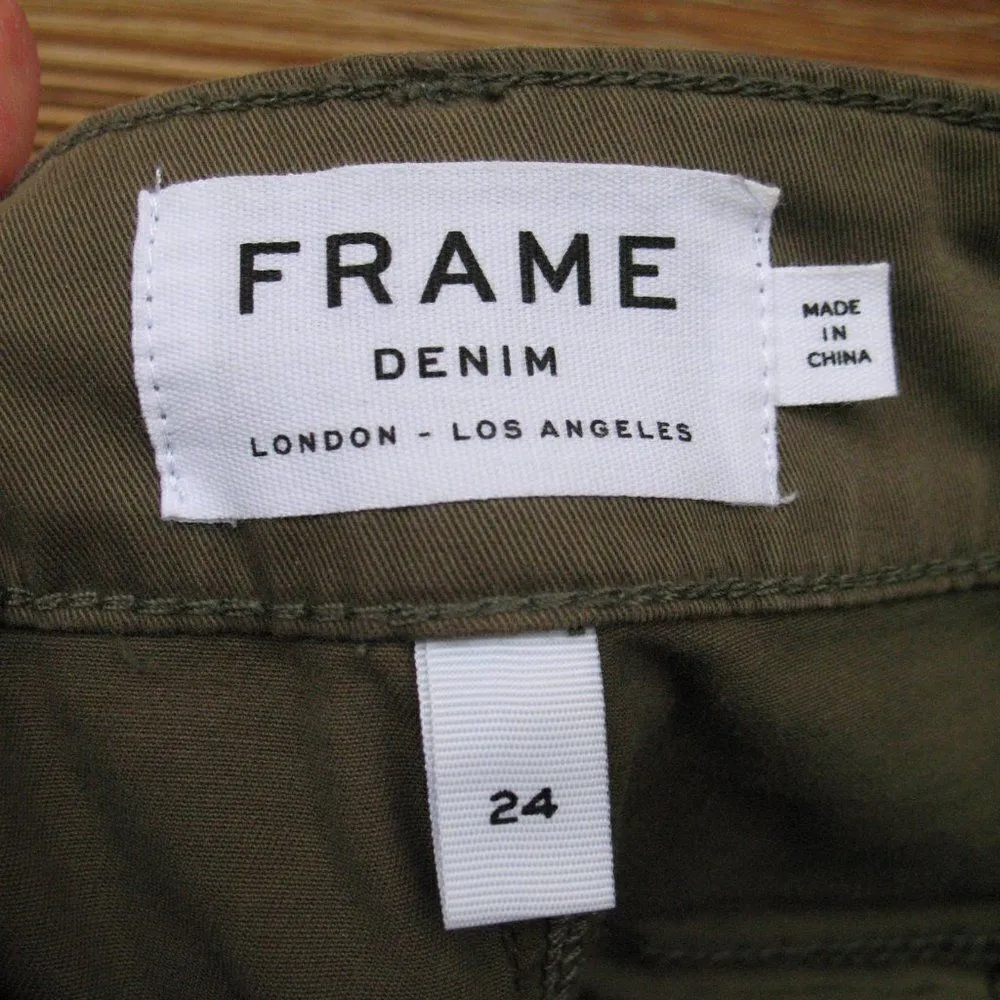 FRAME
DENIM
LONDON - LOS ANGELES
MADE
IN
CHINA
24